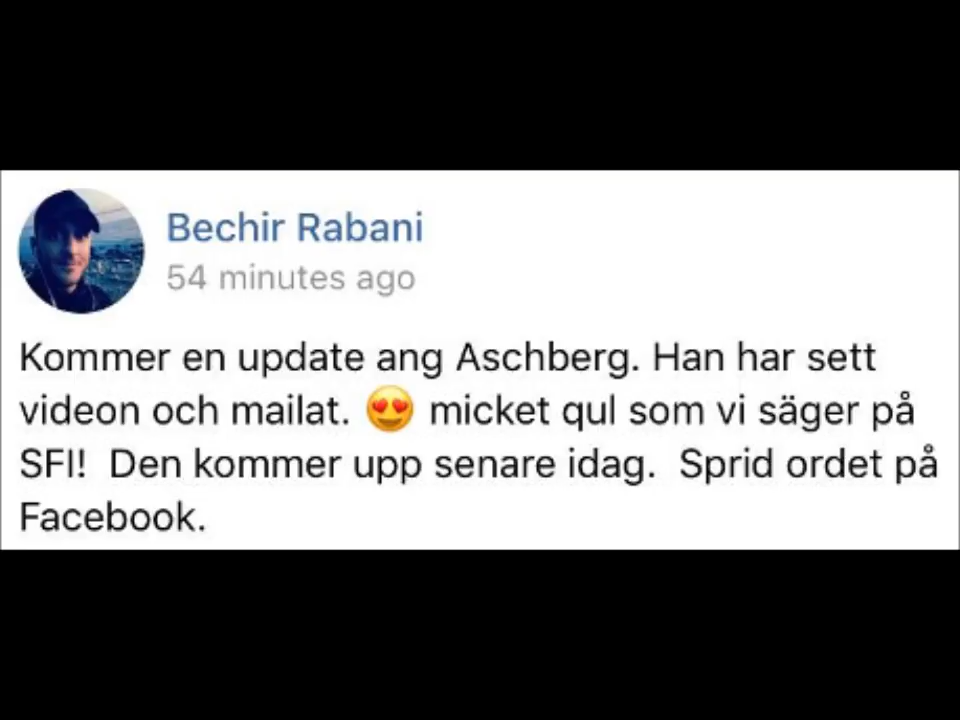 Bechir Rabani
54 minutes ago
Kommer en update ang Aschberg. Han har sett
videon och mailat. 😍 micket qul som vi säger på
SFI! Den kommer upp senare idag. Sprid ordet på
Facebook.